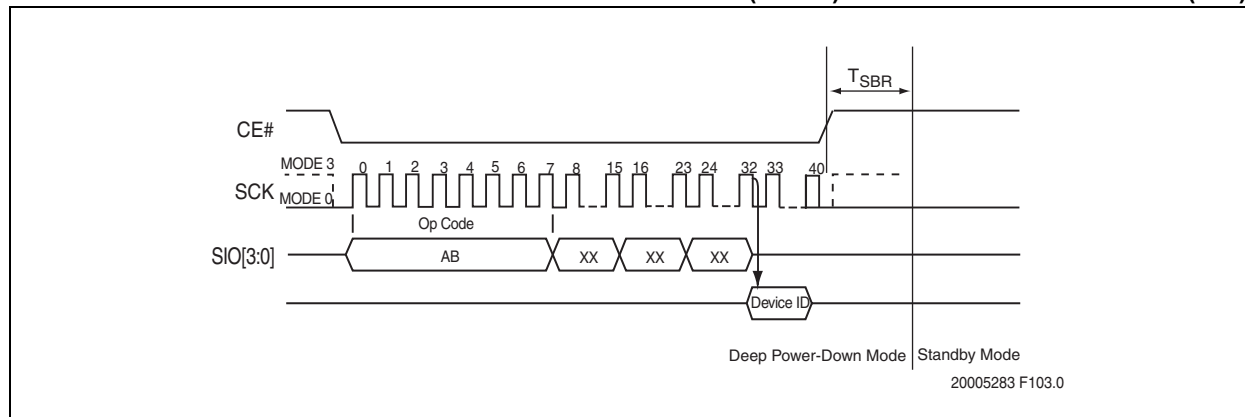 T_SBR
CE#
MODE 3
0 1 2 3 4 5 6 7 8 15 16 23 24 32 33 40
SCK
MODE 0
Op Code
SIO[3:0]
AB XX XX XX
Device ID
Deep Power-Down Mode Standby Mode
20005283 F103.0